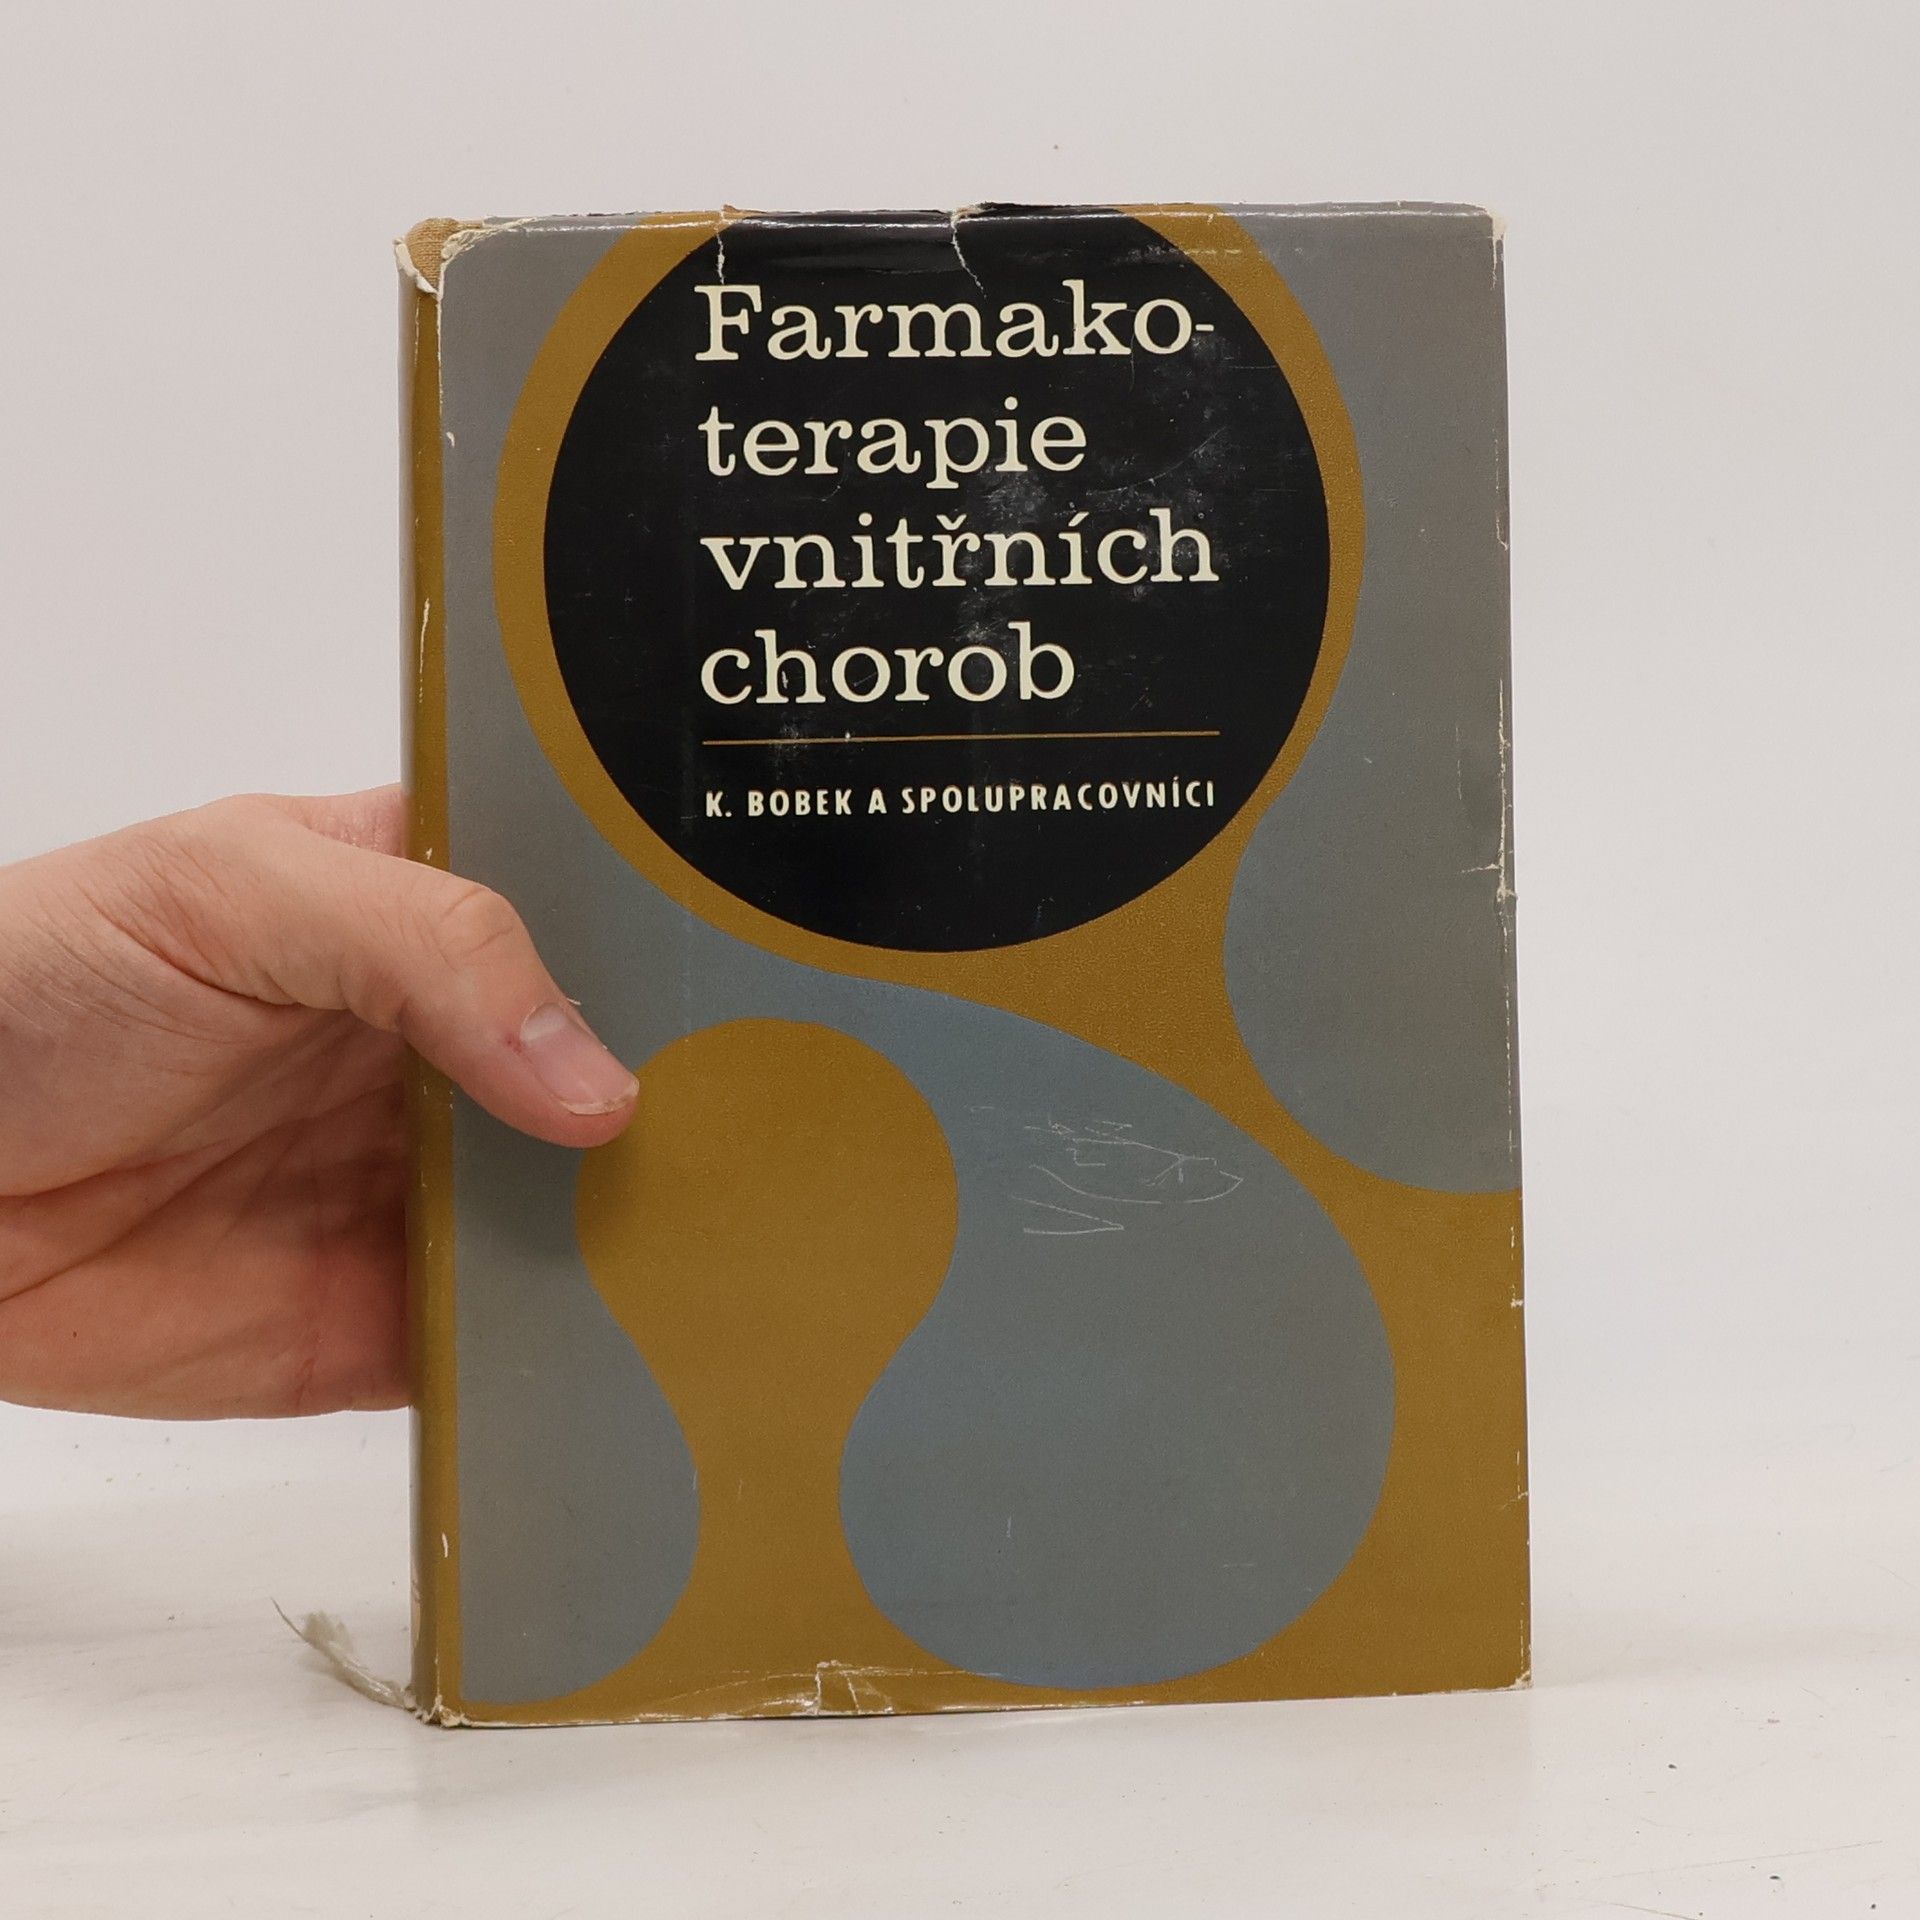 Farmako-
terapie
vnitřních
chorob
K. BOBEK A SPOLUPRACOVNÍCI